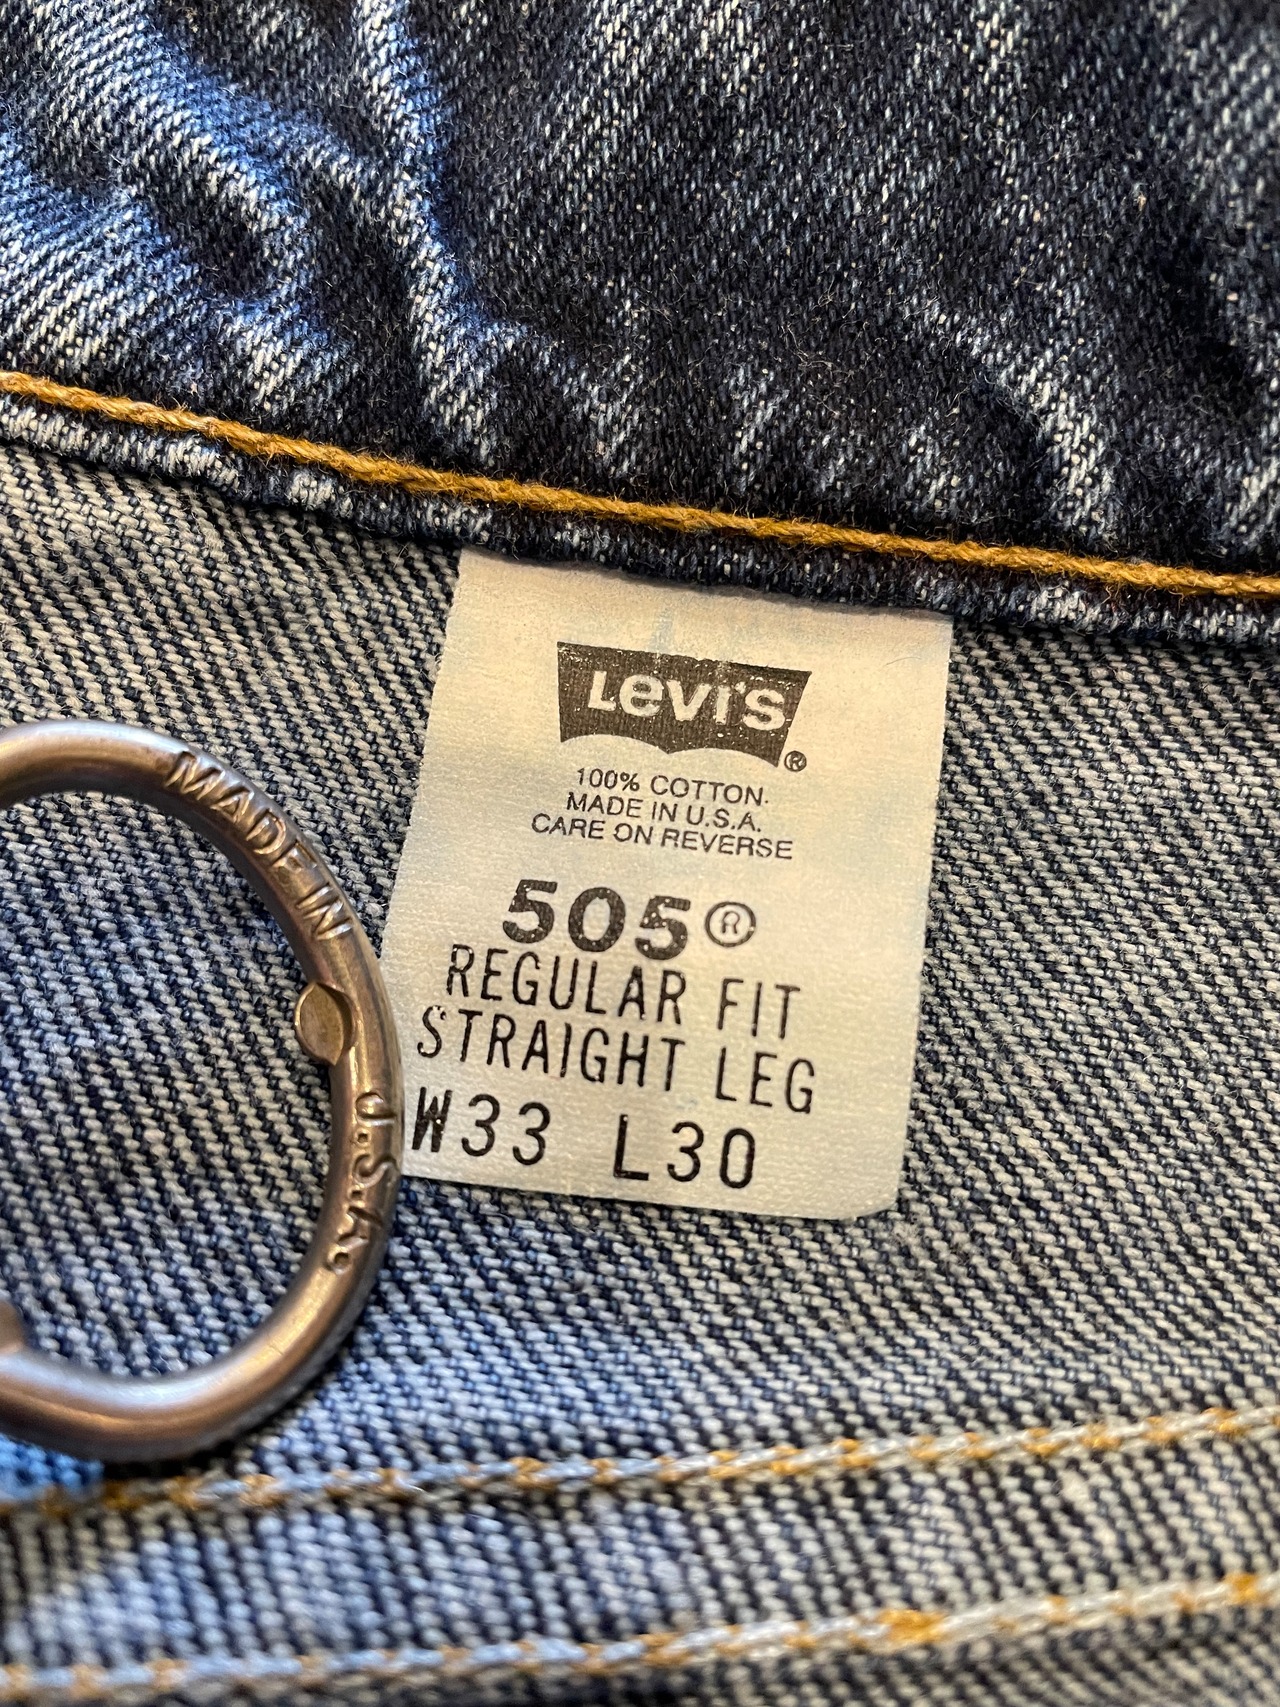 LEVI'S®
100% COTTON.
MADE IN U.S.A.
CARE ON REVERSE
505®
REGULAR FIT
STRAIGHT LEG
W33 L30
MADE IN
U.S.A.